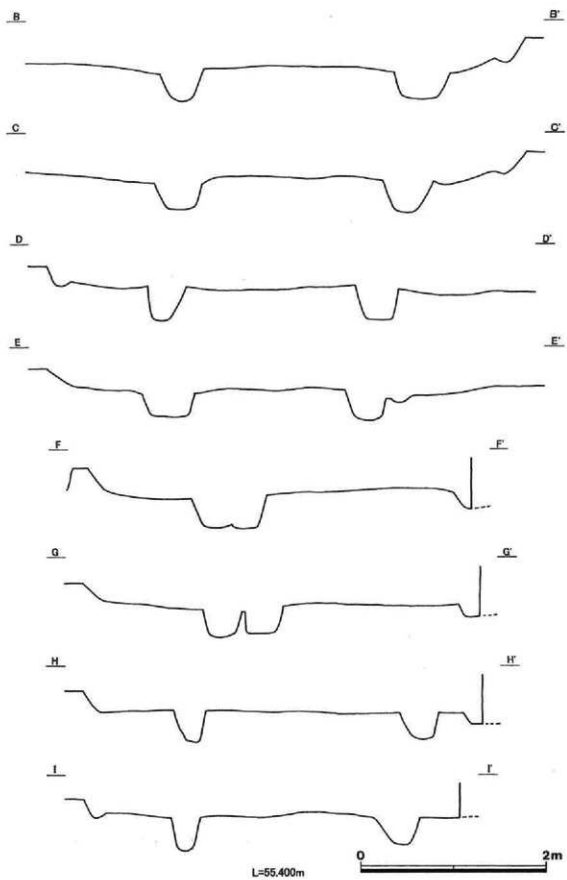 B B'
C C'
D D'
E E'
F F'
G G'
H H'
I I'
0 2m
L=55.400m